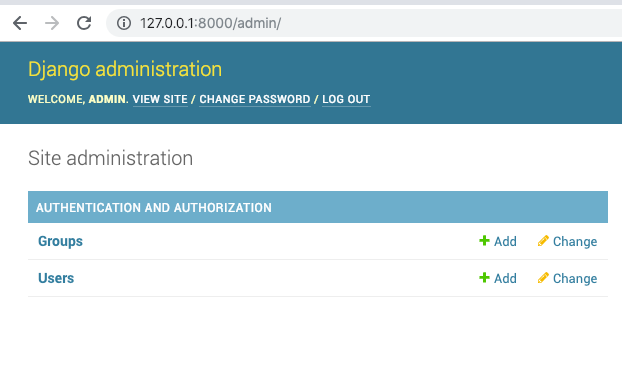 127.0.0.1:8000/admin/
Django administration
WELCOME, ADMIN. VIEW SITE / CHANGE PASSWORD / LOG OUT
Site administration
AUTHENTICATION AND AUTHORIZATION
Groups Add Change
Users Add Change